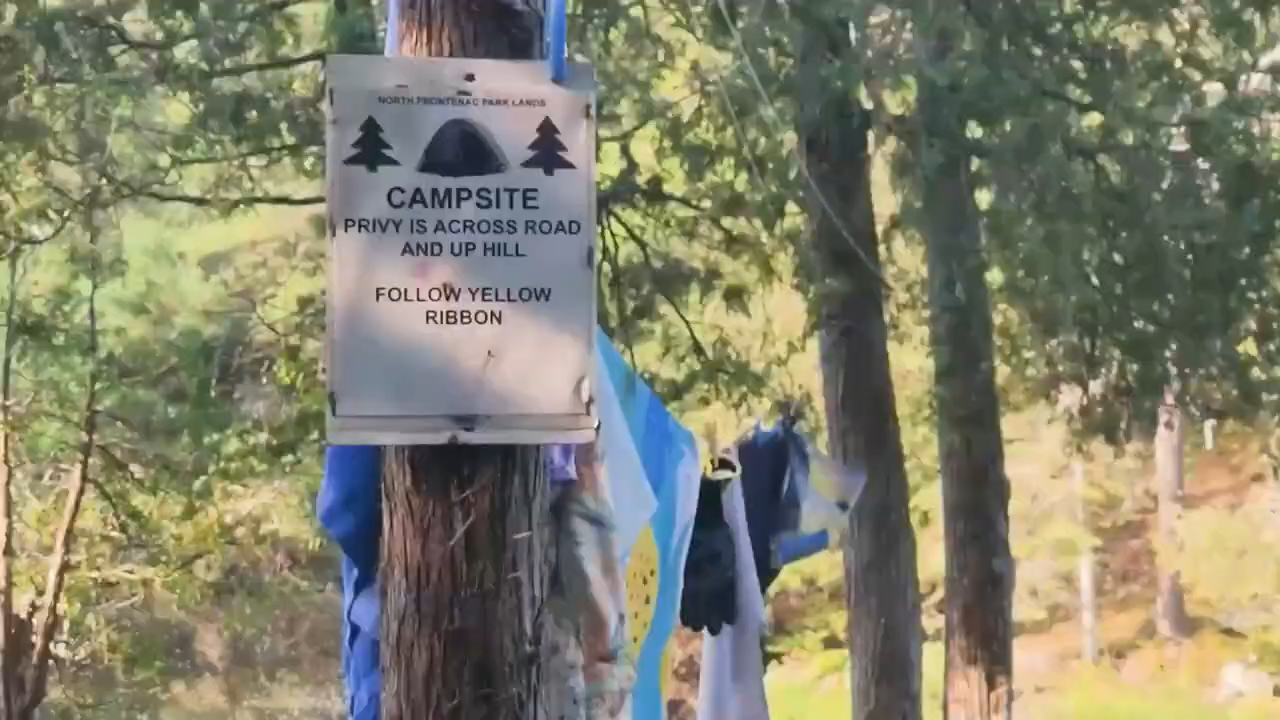 NORTH FRONTENAC PARK LANDS
CAMPSITE
PRIVY IS ACROSS ROAD
AND UP HILL
FOLLOW YELLOW
RIBBON